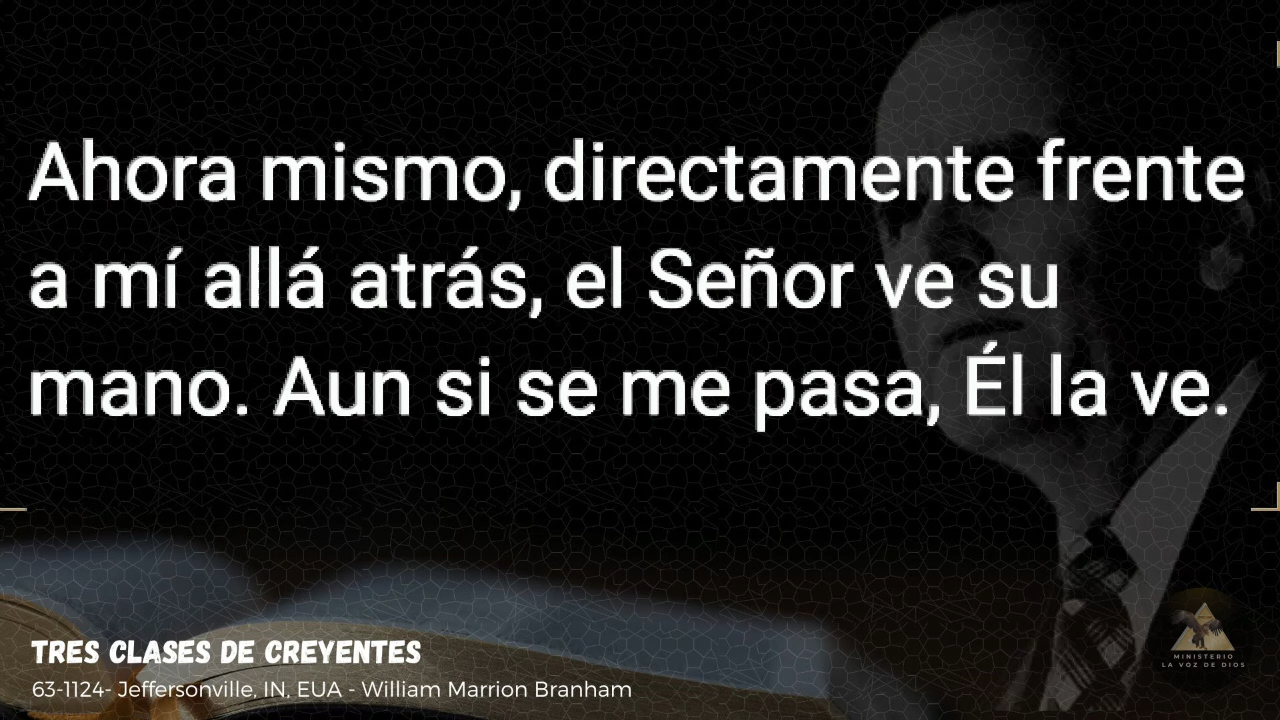 Ahora mismo, directamente frente
a mí allá atrás, el Señor ve su
mano. Aun si se me pasa, Él la ve.
TRES CLASES DE CREYENTES
63-1124- Jeffersonville, IN, EUA - William Marrion Branham
MINISTERIO
LA VOZ DE DIOS